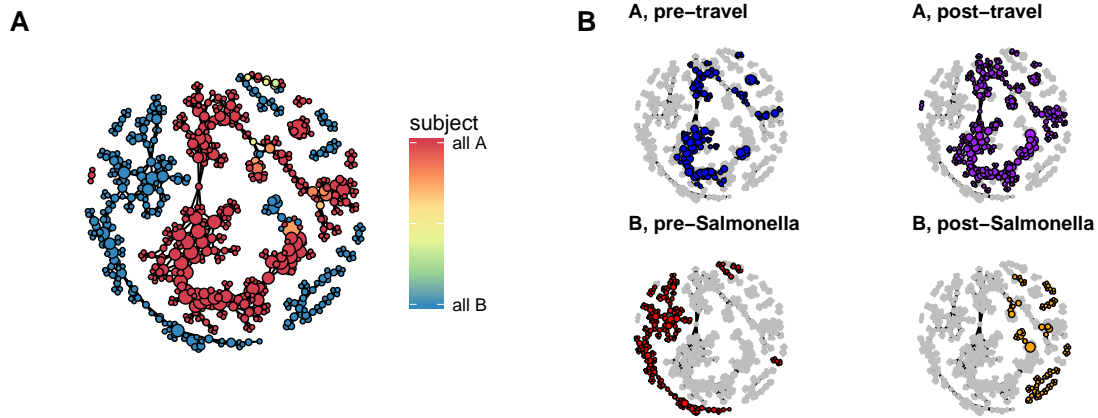 A
subject
all A
all B
B
A, pre−travel
A, post−travel
B, pre−Salmonella
B, post−Salmonella